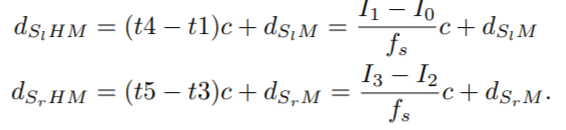 d_{S_l HM} = (t4 − t1)c + d_{S_l M} = \frac{I_1 − I_0}{f_s} c + d_{S_l M}
d_{S_r HM} = (t5 − t3)c + d_{S_r M} = \frac{I_3 − I_2}{f_s} c + d_{S_r M}.